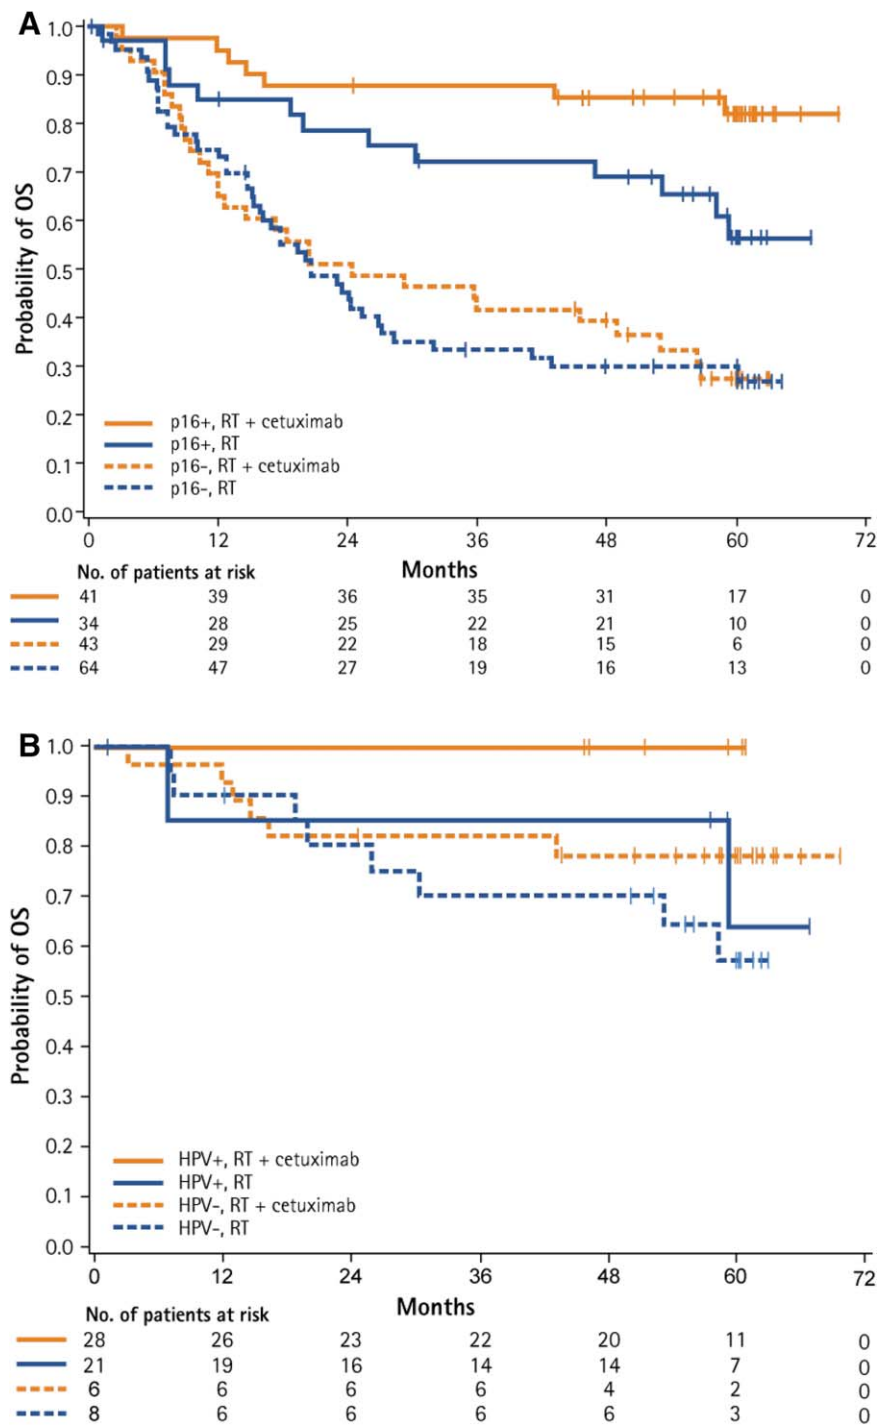 A
1.0
0.9
0.8
0.7
0.6
0.5
0.4
0.3
0.2
0.1
0.0
Probability of OS
p16+, RT + cetuximab
p16+, RT
p16-, RT + cetuximab
p16-, RT
0 12 24 36 48 60 72
Months
No. of patients at risk
41 39 36 35 31 17 0
34 28 25 22 21 10 0
43 29 22 18 15 6 0
64 47 27 19 16 13 0
B
1.0
0.9
0.8
0.7
0.6
0.5
0.4
0.3
0.2
0.1
0.0
Probability of OS
HPV+, RT + cetuximab
HPV+, RT
HPV-, RT + cetuximab
HPV-, RT
0 12 24 36 48 60 72
Months
No. of patients at risk
28 26 23 22 20 11 0
21 19 16 14 14 7 0
6 6 6 6 4 2 0
8 6 6 6 6 3 0